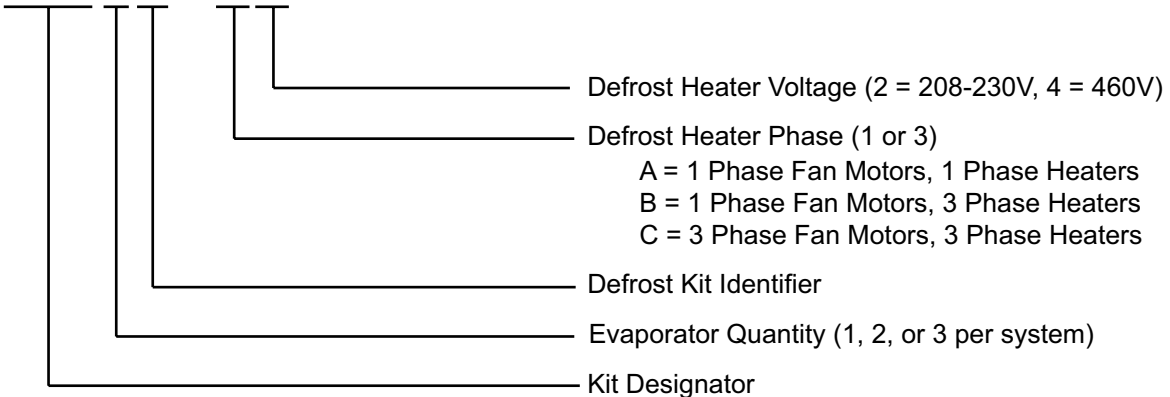 Defrost Heater Voltage (2 = 208-230V, 4 = 460V)
Defrost Heater Phase (1 or 3)
A = 1 Phase Fan Motors, 1 Phase Heaters
B = 1 Phase Fan Motors, 3 Phase Heaters
C = 3 Phase Fan Motors, 3 Phase Heaters
Defrost Kit Identifier
Evaporator Quantity (1, 2, or 3 per system)
Kit Designator